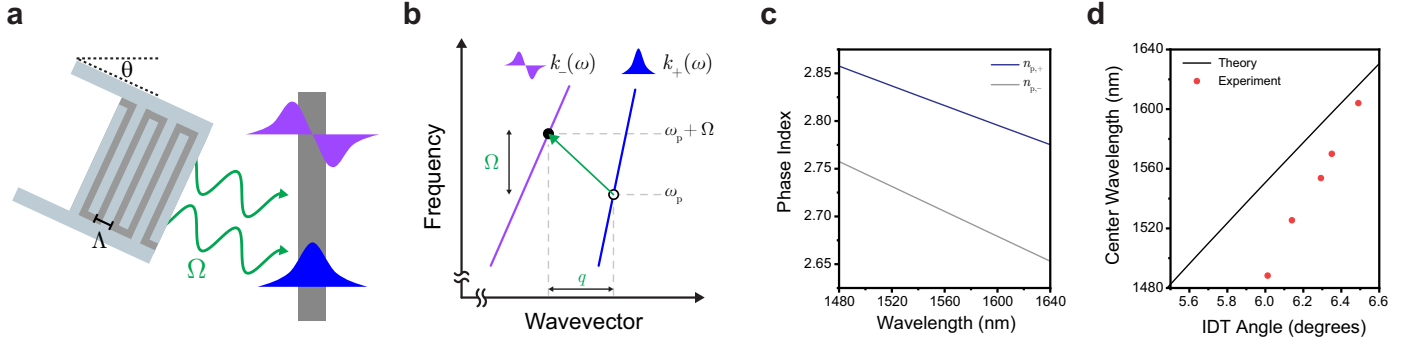 a
θ
Λ
Ω
b
Frequency
k₋(ω)
k₊(ω)
ωₚ + Ω
Ω
ωₚ
q
Wavevector
c
Phase Index
2.85
2.80
2.75
2.70
2.65
nₚ,₊
nₚ,₋
1480 1520 1560 1600 1640
Wavelength (nm)
d
Center Wavelength (nm)
1640
1600
1560
1520
1480
Theory
Experiment
5.6 5.8 6.0 6.2 6.4 6.6
IDT Angle (degrees)